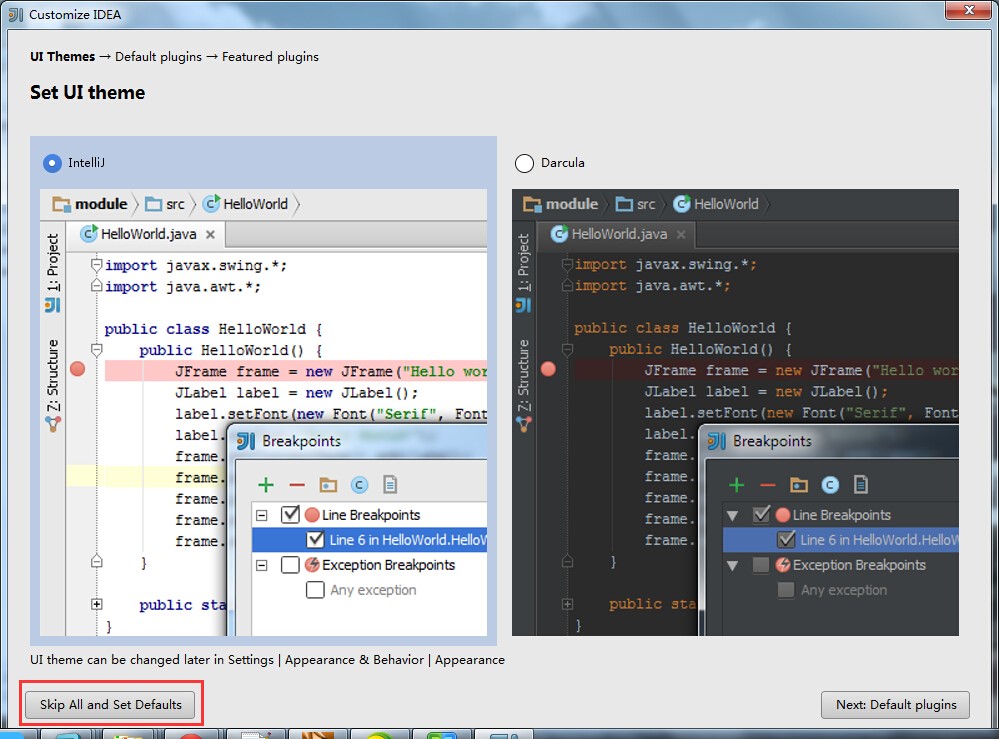 Customize IDEA
UI Themes → Default plugins → Featured plugins
Set UI theme
IntelliJ
module src HelloWorld
HelloWorld.java
1: Project
Z: Structure
import javax.swing.*;
import java.awt.*;
public class HelloWorld {
public HelloWorld() {
JFrame frame = new JFrame("Hello wor
JLabel label = new JLabel();
label.setFont(new Font("Serif", Font
label.
frame.
frame.
frame.
frame.
frame.
}
public sta
}
Breakpoints
Line Breakpoints
Line 6 in HelloWorld.HelloW
Exception Breakpoints
Any exception
Darcula
module src HelloWorld
HelloWorld.java
1: Project
Z: Structure
import javax.swing.*;
import java.awt.*;
public class HelloWorld {
public HelloWorld() {
JFrame frame = new JFrame("Hello wor
JLabel label = new JLabel();
label.setFont(new Font("Serif", Font
label.
frame.
frame.
frame.
frame.
frame.
}
public sta
}
Breakpoints
Line Breakpoints
Line 6 in HelloWorld.HelloW
Exception Breakpoints
Any exception
UI theme can be changed later in Settings | Appearance & Behavior | Appearance
Skip All and Set Defaults
Next: Default plugins